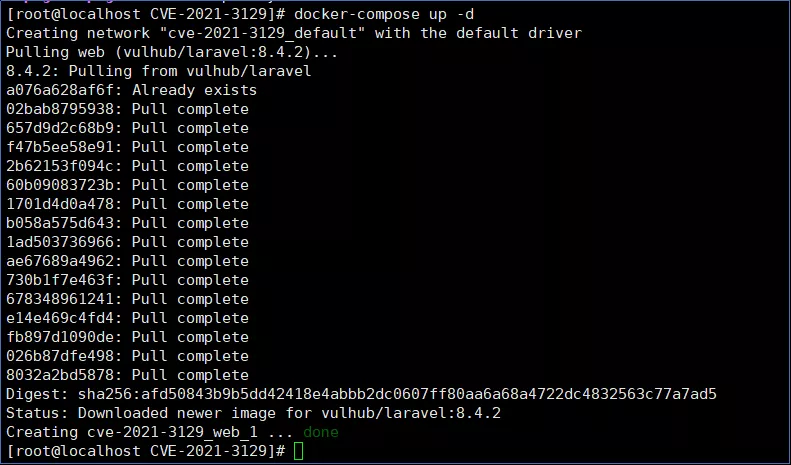 [root@localhost CVE-2021-3129]# docker-compose up -d
Creating network "cve-2021-3129_default" with the default driver
Pulling web (vulhub/laravel:8.4.2)...
8.4.2: Pulling from vulhub/laravel
a076a628af6f: Already exists
02bab8795938: Pull complete
657d9d2c68b9: Pull complete
f47b5ee58e91: Pull complete
2b62153f094c: Pull complete
60b09083723b: Pull complete
1701d4d0a478: Pull complete
b058a575d643: Pull complete
1ad503736966: Pull complete
ae67689a4962: Pull complete
730b1f7e463f: Pull complete
678348961241: Pull complete
e14e469c4fd4: Pull complete
fb897d1090de: Pull complete
026b87dfe498: Pull complete
8032a2bd5878: Pull complete
Digest: sha256:afd50843b9b5dd42418e4abbb2dc0607ff80aa6a68a4722dc4832563c77a7ad5
Status: Downloaded newer image for vulhub/laravel:8.4.2
Creating cve-2021-3129_web_1 ... done
[root@localhost CVE-2021-3129]#